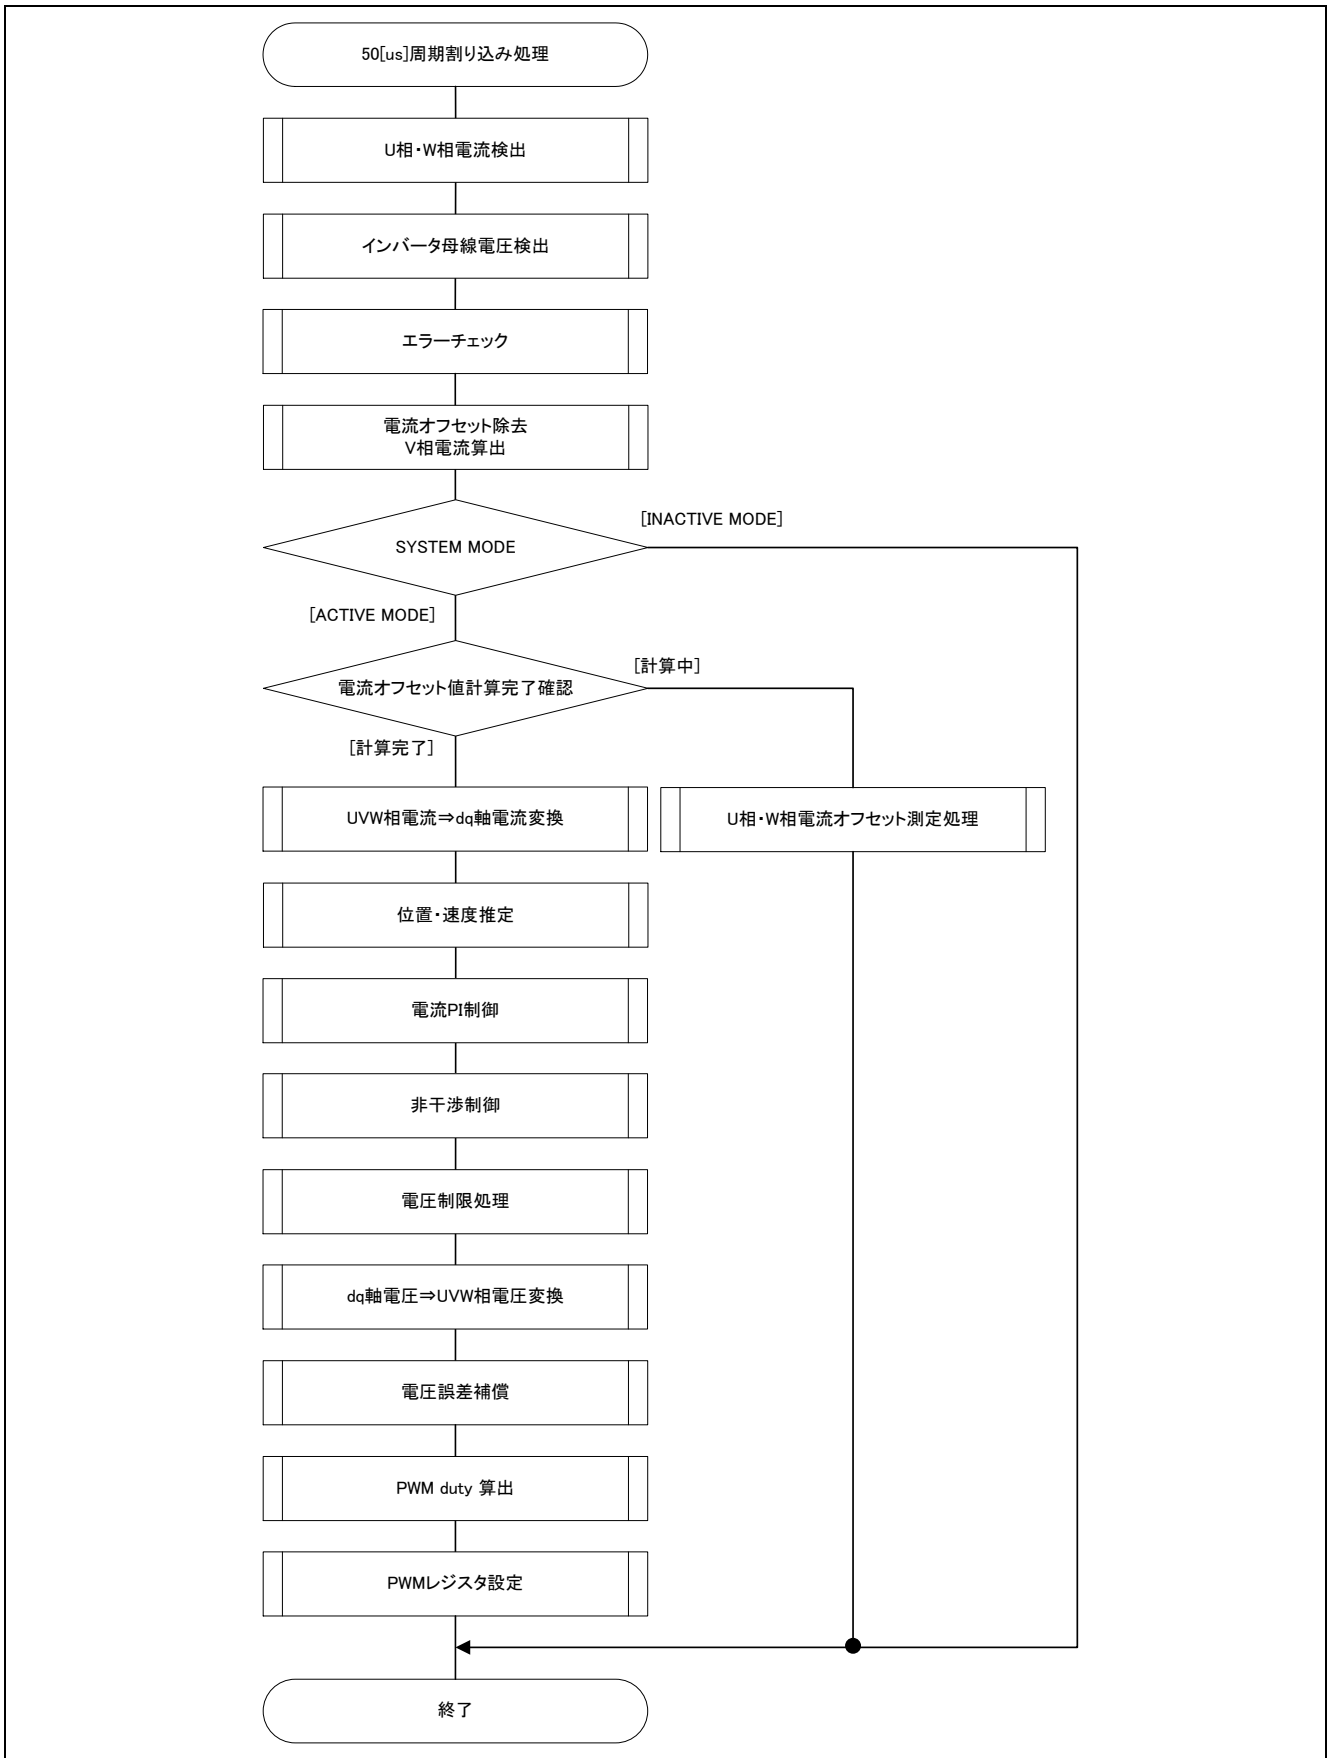 50[us]周期割り込み処理
U相・W相電流検出
インバータ母線電圧検出
エラーチェック
電流オフセット除去
V相電流算出
[INACTIVE MODE]
SYSTEM MODE
[ACTIVE MODE]
[計算中]
電流オフセット値計算完了確認
[計算完了]
UVW相電流⇒dq軸電流変換
U相・W相電流オフセット測定処理
位置・速度推定
電流PI制御
非干渉制御
電圧制限処理
dq軸電圧⇒UVW相電圧変換
電圧誤差補償
PWM duty 算出
PWMレジスタ設定
終了